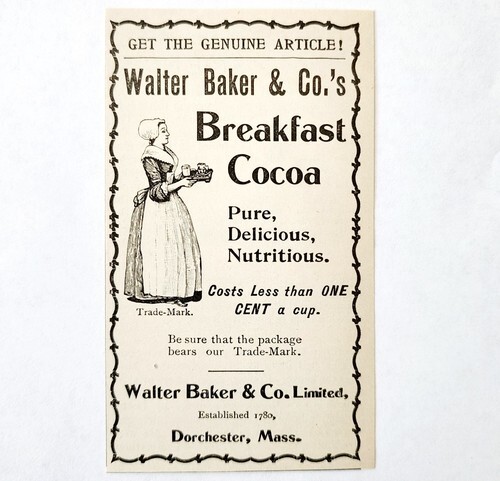 GET THE GENUINE ARTICLE!
Walter Baker & Co.'s
Breakfast
Cocoa
Pure,
Delicious,
Nutritious.
Costs Less than ONE
CENT a cup.
Trade-Mark.
Be sure that the package
bears our Trade-Mark.
Walter Baker & Co. Limited,
Established 1780,
Dorchester, Mass.